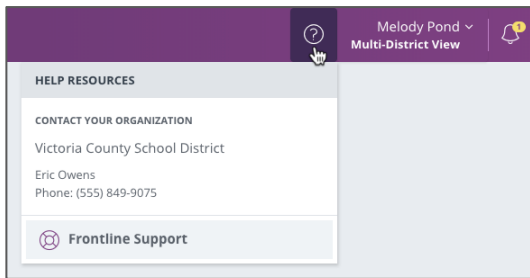 ?
Melody Pond
Multi-District View
1
HELP RESOURCES
CONTACT YOUR ORGANIZATION
Victoria County School District
Eric Owens
Phone: (555) 849-9075
Frontline Support